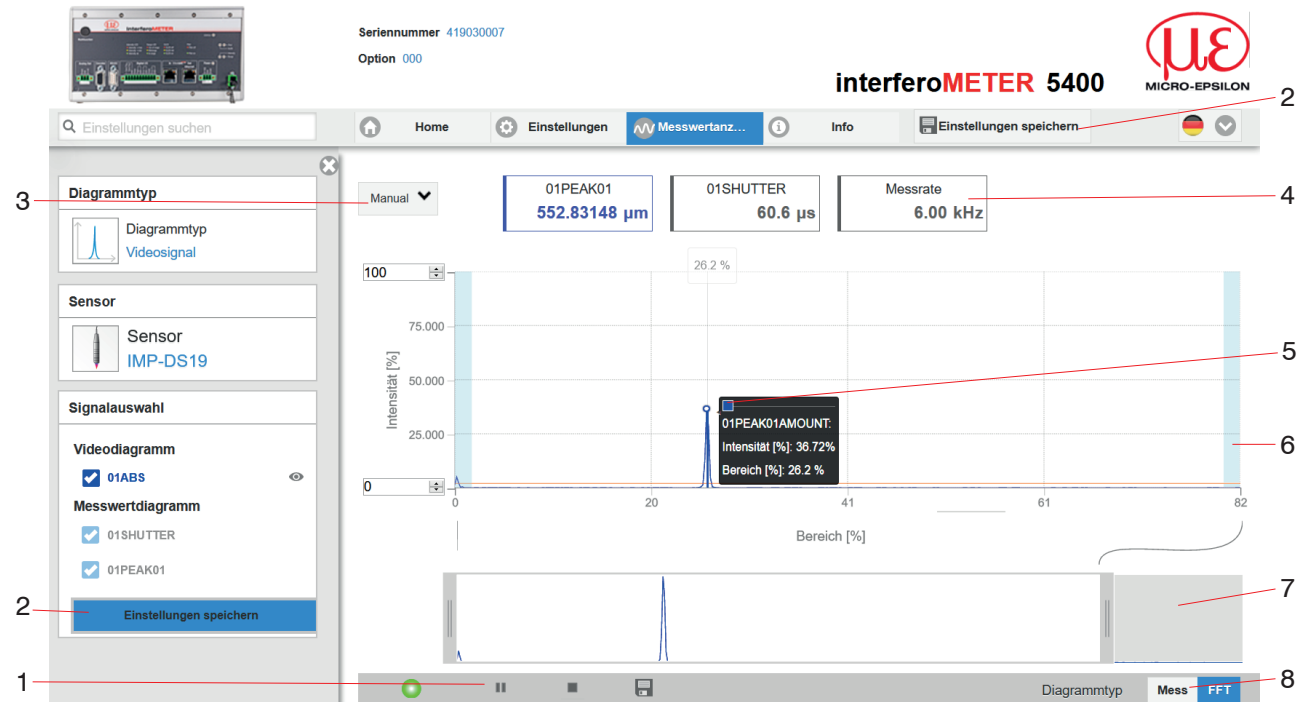 Seriennummer 419030007
Option 000
interferoMETER 5400
με
MICRO-EPSILON
2
Einstellungen suchen
Home
Einstellungen
Messwertanz...
Info
Einstellungen speichern
3
Diagrammtyp
Diagrammtyp
Videosignal
Sensor
Sensor
IMP-DS19
Signalauswahl
Videodiagramm
01ABS
Messwertdiagramm
01SHUTTER
01PEAK01
2
Einstellungen speichern
1
Manual
01PEAK01
552.83148 µm
01SHUTTER
60.6 µs
Messrate
6.00 kHz
4
26.2 %
100
75.000
50.000
25.000
0
Intensität [%]
01PEAK01AMOUNT:
Intensität [%]: 36.72%
Bereich [%]: 26.2 %
5
6
0 20 41 61 82
Bereich [%]
7
Diagrammtyp
Mess
FFT
8